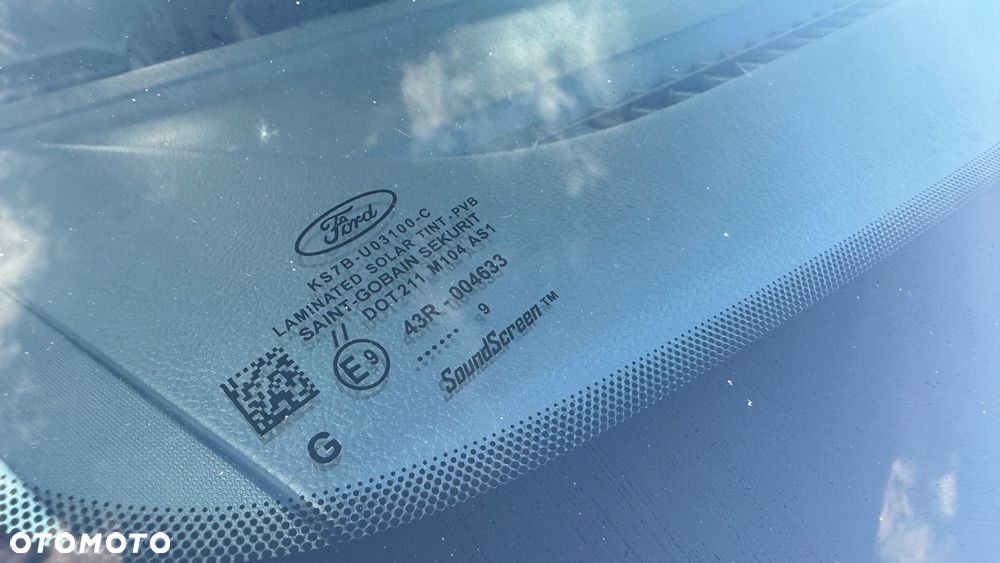 Ford
KS7B-U03100-C
LAMINATED SOLAR TINT-PVB
SAINT-GOBAIN SEKURIT
// DOT211 M104 AS1
E9 43R - 004633
...... 9
SoundScreen™
G
OTOMOTO